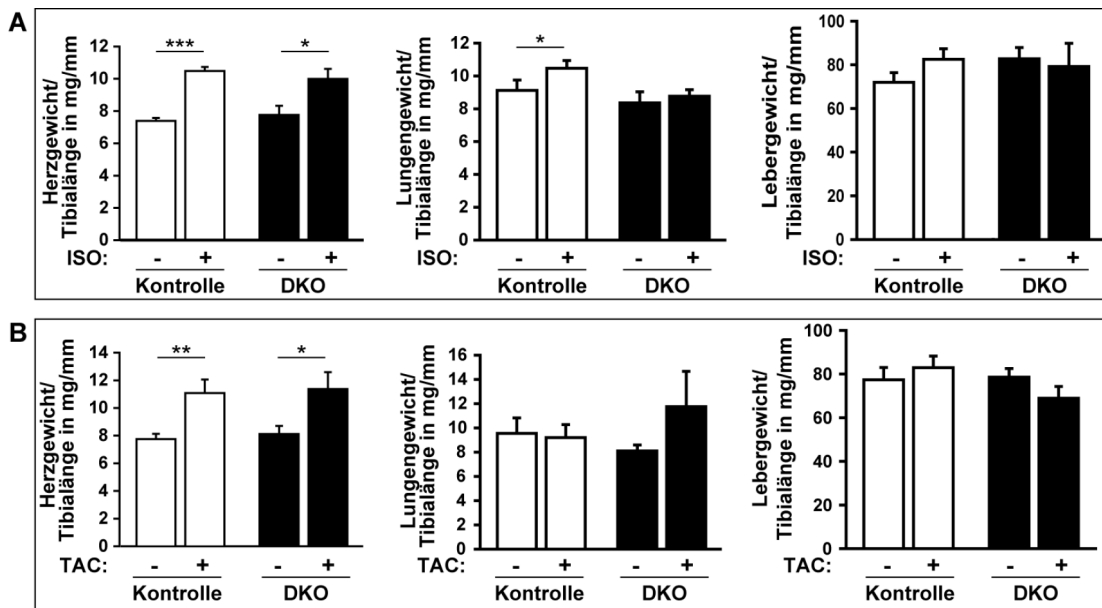 A
Herzgewicht/
Tibialänge in mg/mm
12
10
8
6
4
2
0
***
*
ISO:
-
+
-
+
Kontrolle
DKO
Lungengewicht/
Tibialänge in mg/mm
12
10
8
6
4
2
0
*
ISO:
-
+
-
+
Kontrolle
DKO
Lebergewicht/
Tibialänge in mg/mm
100
80
60
40
20
0
ISO:
-
+
-
+
Kontrolle
DKO
B
Herzgewicht/
Tibialänge in mg/mm
14
12
10
8
6
4
2
0
**
*
TAC:
-
+
-
+
Kontrolle
DKO
Lungengewicht/
Tibialänge in mg/mm
16
14
12
10
8
6
4
2
0
TAC:
-
+
-
+
Kontrolle
DKO
Lebergewicht/
Tibialänge in mg/mm
100
80
60
40
20
0
TAC:
-
+
-
+
Kontrolle
DKO